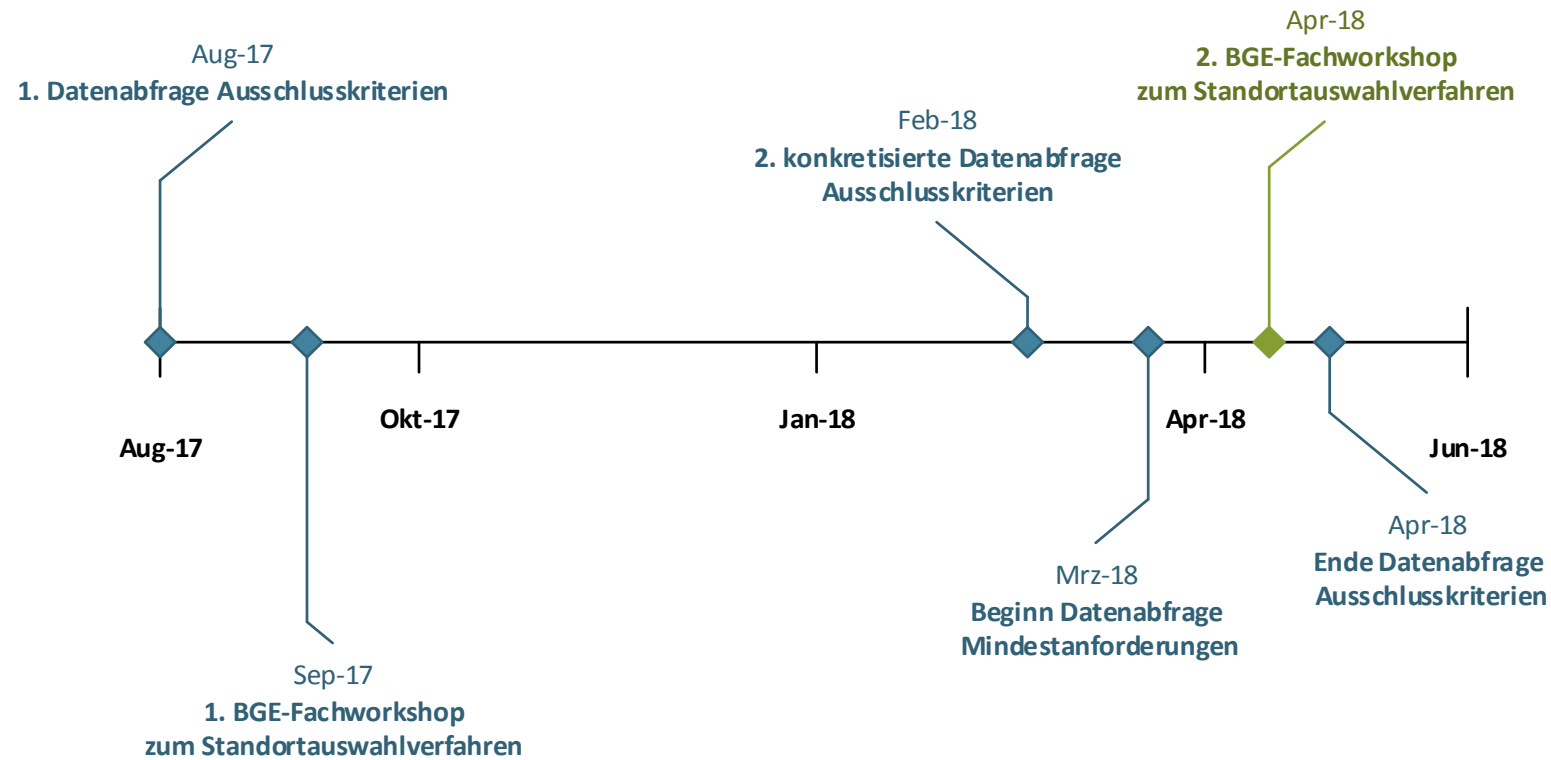 Aug-17
1. Datenabfrage Ausschlusskriterien
Feb-18
2. konkretisierte Datenabfrage
Ausschlusskriterien
Apr-18
2. BGE-Fachworkshop
zum Standortauswahlverfahren
Aug-17
Okt-17
Jan-18
Apr-18
Jun-18
Sep-17
1. BGE-Fachworkshop
zum Standortauswahlverfahren
Mrz-18
Beginn Datenabfrage
Mindestanforderungen
Apr-18
Ende Datenabfrage
Ausschlusskriterien